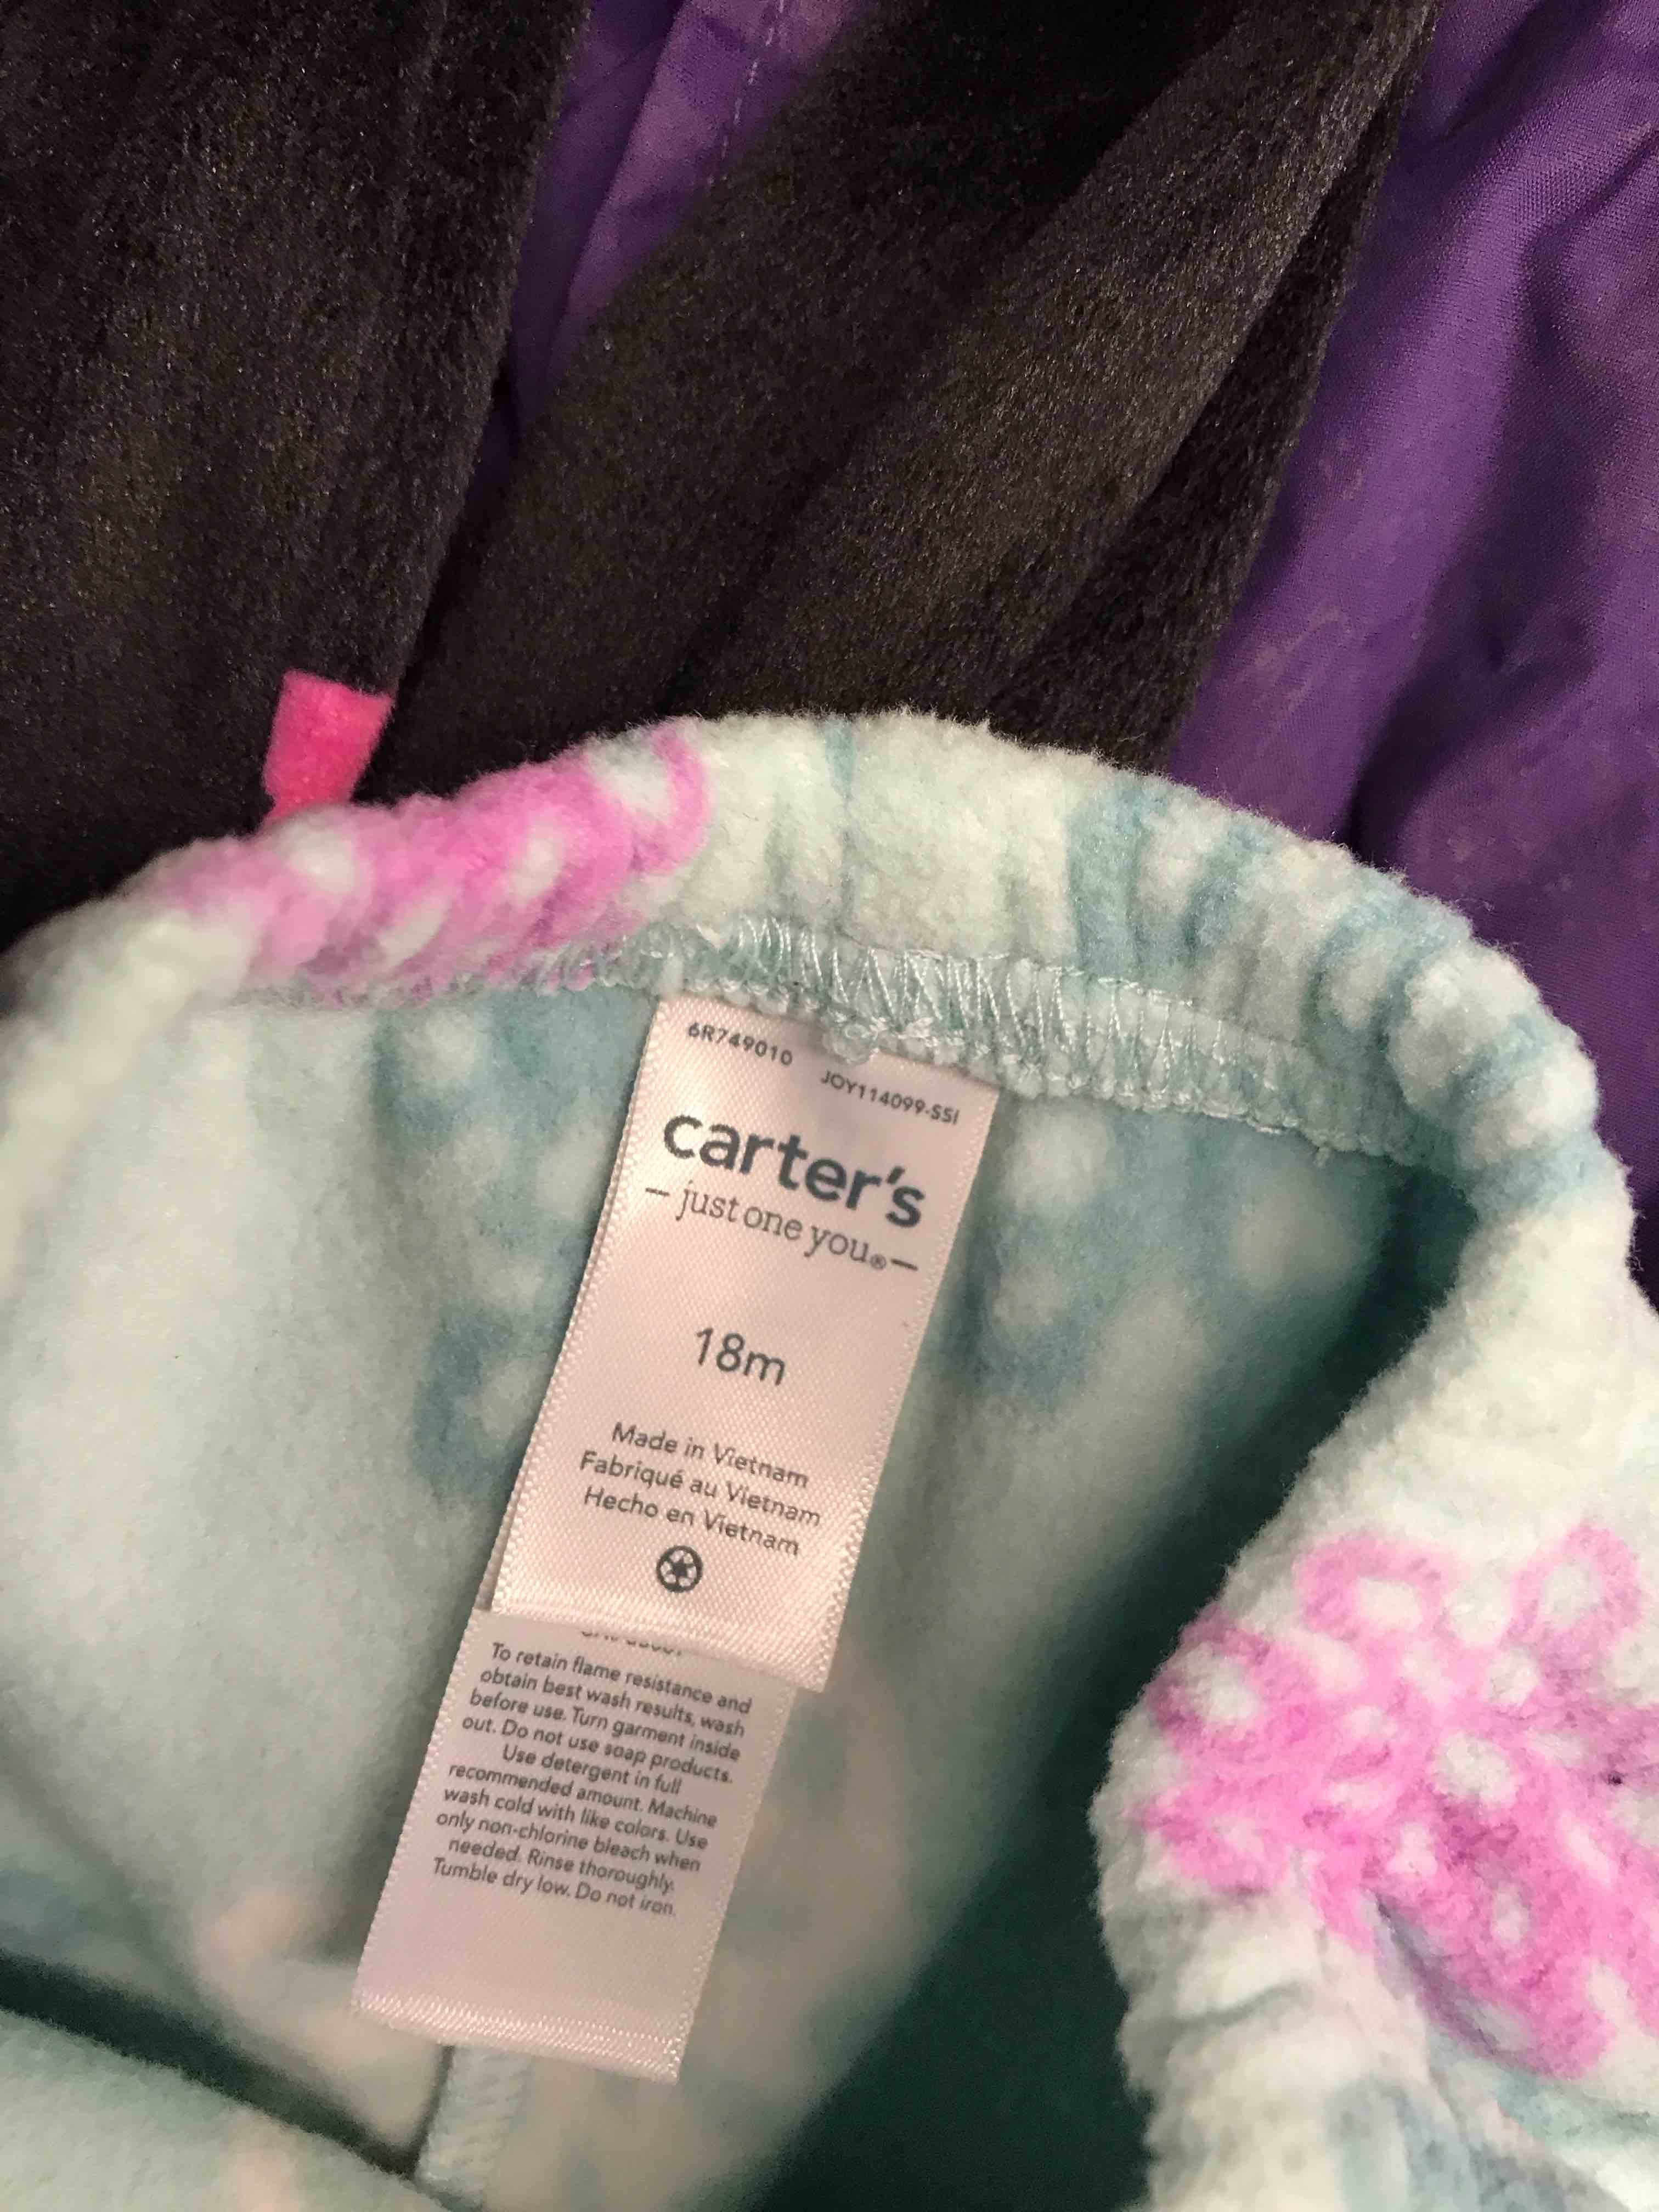 6R749010 JOY114099-SSI
carter's
— just one you® —
18m
Made in Vietnam
Fabriqué au Vietnam
Hecho en Vietnam
To retain flame resistance and
obtain best wash results, wash
before use. Turn garment inside
out. Do not use soap products.
Use detergent in full
recommended amount. Machine
wash cold with like colors. Use
only non-chlorine bleach when
needed. Rinse thoroughly.
Tumble dry low. Do not iron.